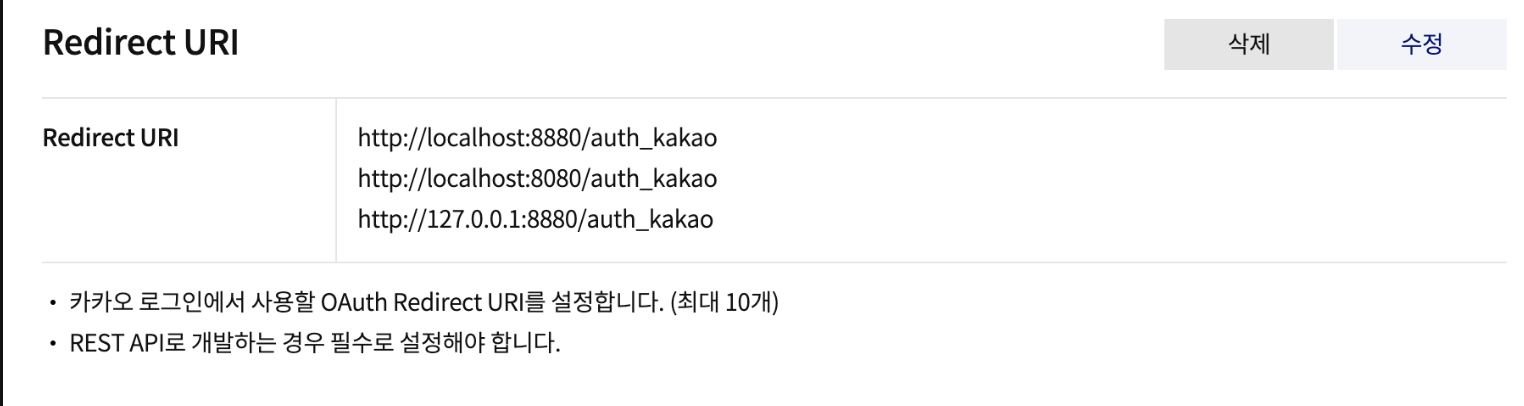 Redirect URI
삭제
수정
Redirect URI
http://localhost:8880/auth_kakao
http://localhost:8080/auth_kakao
http://127.0.0.1:8880/auth_kakao
• 카카오 로그인에서 사용할 OAuth Redirect URI를 설정합니다. (최대 10개)
• REST API로 개발하는 경우 필수로 설정해야 합니다.